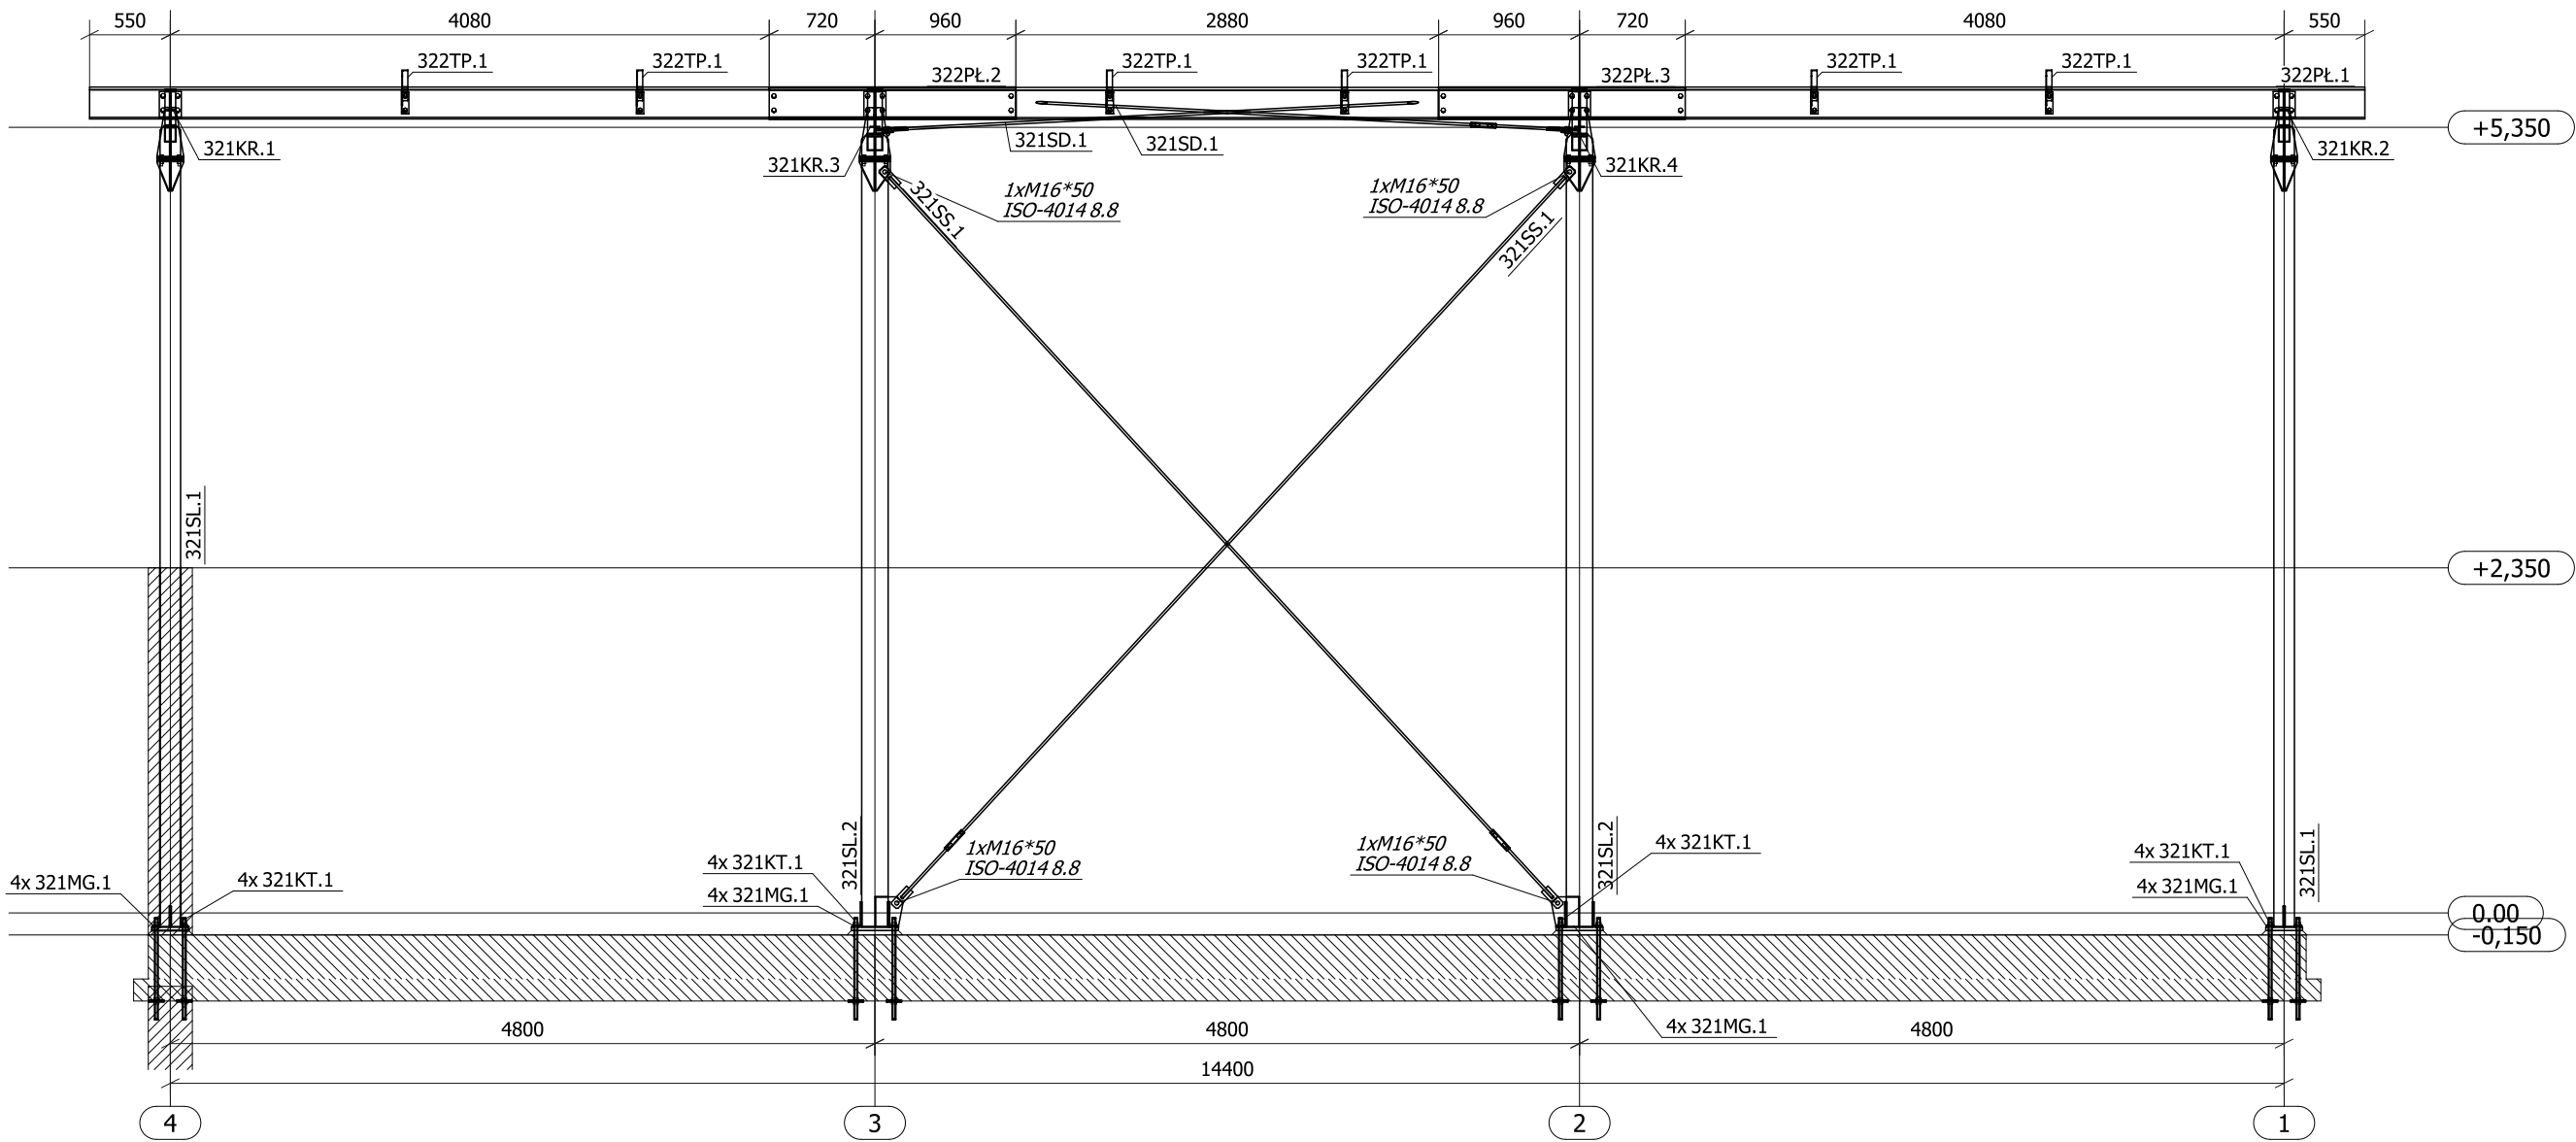 550
4080
720
960
2880
960
720
4080
550
322TP.1
322TP.1
322PŁ.2
322TP.1
322TP.1
322PŁ.3
322TP.1
322TP.1
322PŁ.1
+5,350
321KR.1
321KR.3
321SD.1
321SD.1
321KR.4
321KR.2
321SS.1
1xM16*50
ISO-4014 8.8
1xM16*50
ISO-4014 8.8
321SS.1
321SL.1
+2,350
321SL.2
1xM16*50
ISO-4014 8.8
1xM16*50
ISO-4014 8.8
321SL.2
4x 321KT.1
321SL.1
4x 321MG.1
4x 321KT.1
4x 321KT.1
4x 321MG.1
4x 321KT.1
4x 321MG.1
0.00
-0,150
4x 321MG.1
4800
4800
4800
14400
4
3
2
1